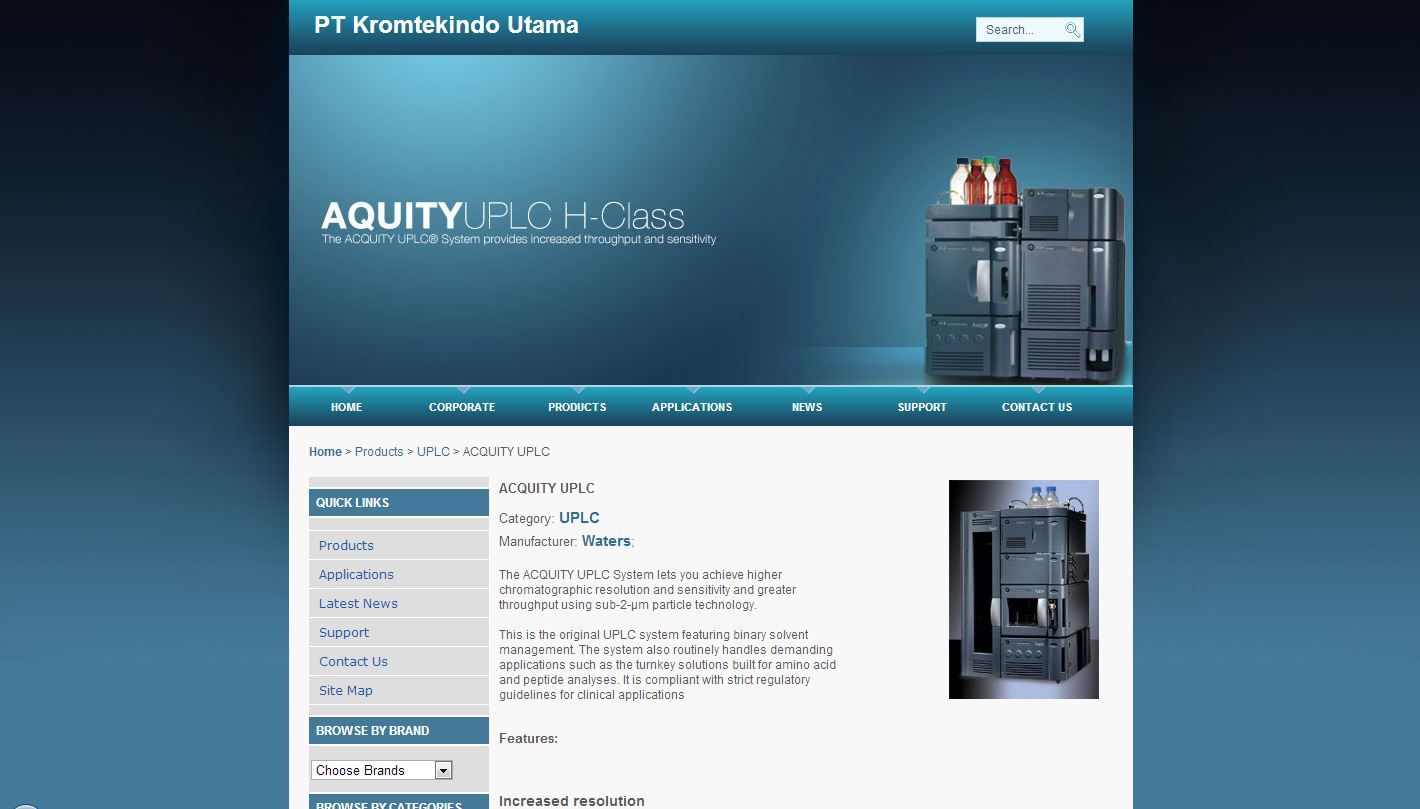 PT Kromtekindo Utama
Search...
AQUITYUPLC H-Class
The ACQUITY UPLC® System provides increased throughput and sensitivity
HOME CORPORATE PRODUCTS APPLICATIONS NEWS SUPPORT CONTACT US
Home > Products > UPLC > ACQUITY UPLC
QUICK LINKS
Products
Applications
Latest News
Support
Contact Us
Site Map
BROWSE BY BRAND
Choose Brands
BROWSE BY CATEGORIES
ACQUITY UPLC
Category: UPLC
Manufacturer: Waters;
The ACQUITY UPLC System lets you achieve higher
chromatographic resolution and sensitivity and greater
throughput using sub-2-µm particle technology.
This is the original UPLC system featuring binary solvent
management. The system also routinely handles demanding
applications such as the turnkey solutions built for amino acid
and peptide analyses. It is compliant with strict regulatory
guidelines for clinical applications
Features:
Increased resolution